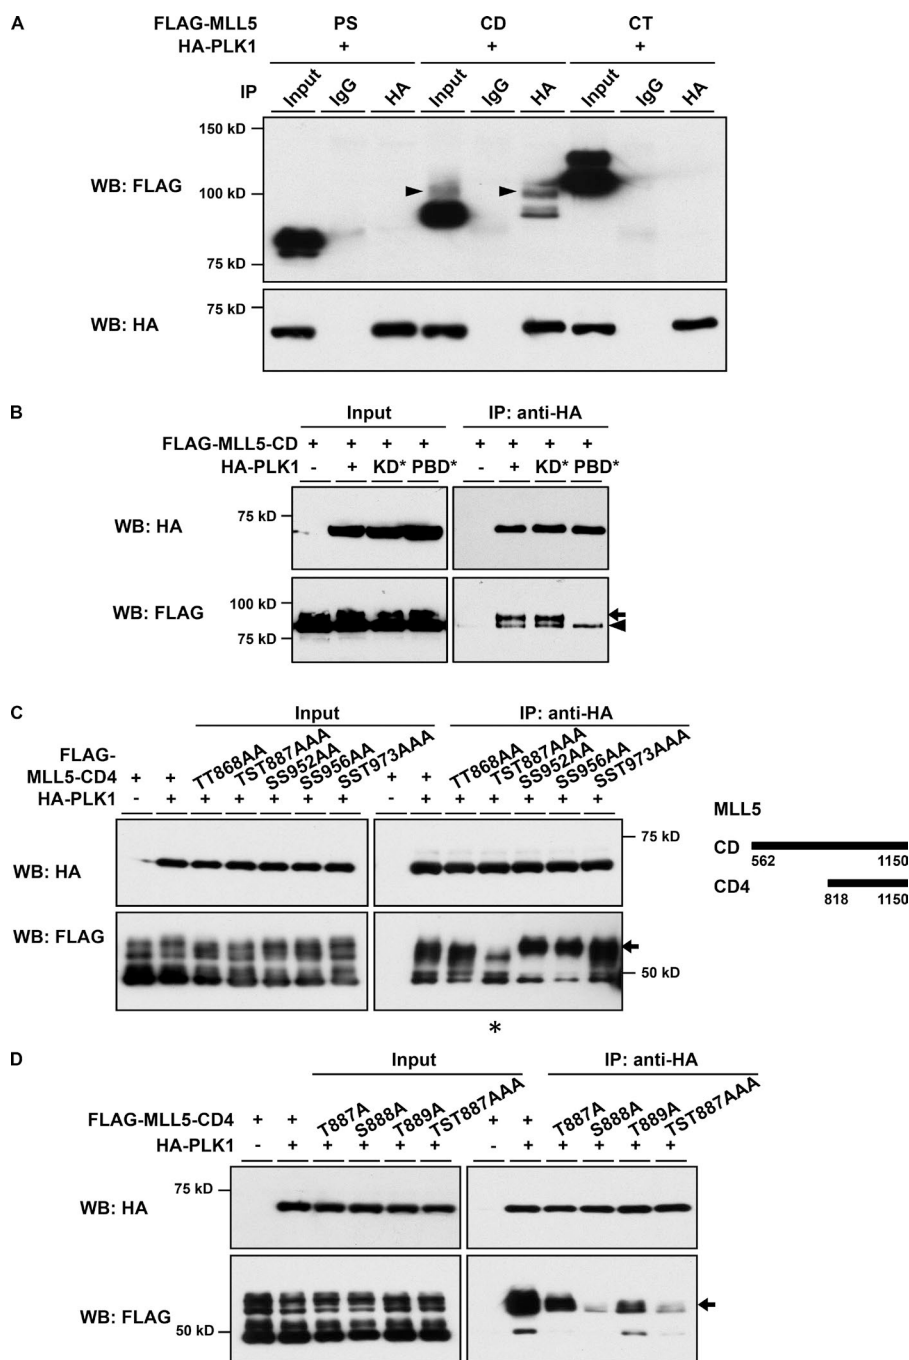 A
FLAG-MLL5 PS CD CT
HA-PLK1 + + +
IP Input IgG HA Input IgG HA Input IgG HA
150 kD
WB: FLAG
100 kD
75 kD
75 kD
WB: HA
B
Input IP: anti-HA
FLAG-MLL5-CD + + + + + + + +
HA-PLK1 - + KD* PBD* - + KD* PBD*
75 kD
WB: HA
100 kD
WB: FLAG
75 kD
C
Input IP: anti-HA
FLAG-
MLL5-CD4 + + TT868AA TST887AAA SS952AA SS956AA SST973AAA + + TT868AA TST887AAA SS952AA SS956AA SST973AAA
HA-PLK1 - + + + + + + - + + + + + +
75 kD
WB: HA
WB: FLAG
50 kD
*
MLL5
CD
562 1150
CD4
818 1150
D
Input IP: anti-HA
FLAG-MLL5-CD4 + + T887A S888A T889A TST887AAA + + T887A S888A T889A TST887AAA
HA-PLK1 - + + + + + - + + + + +
75 kD
WB: HA
WB: FLAG
50 kD